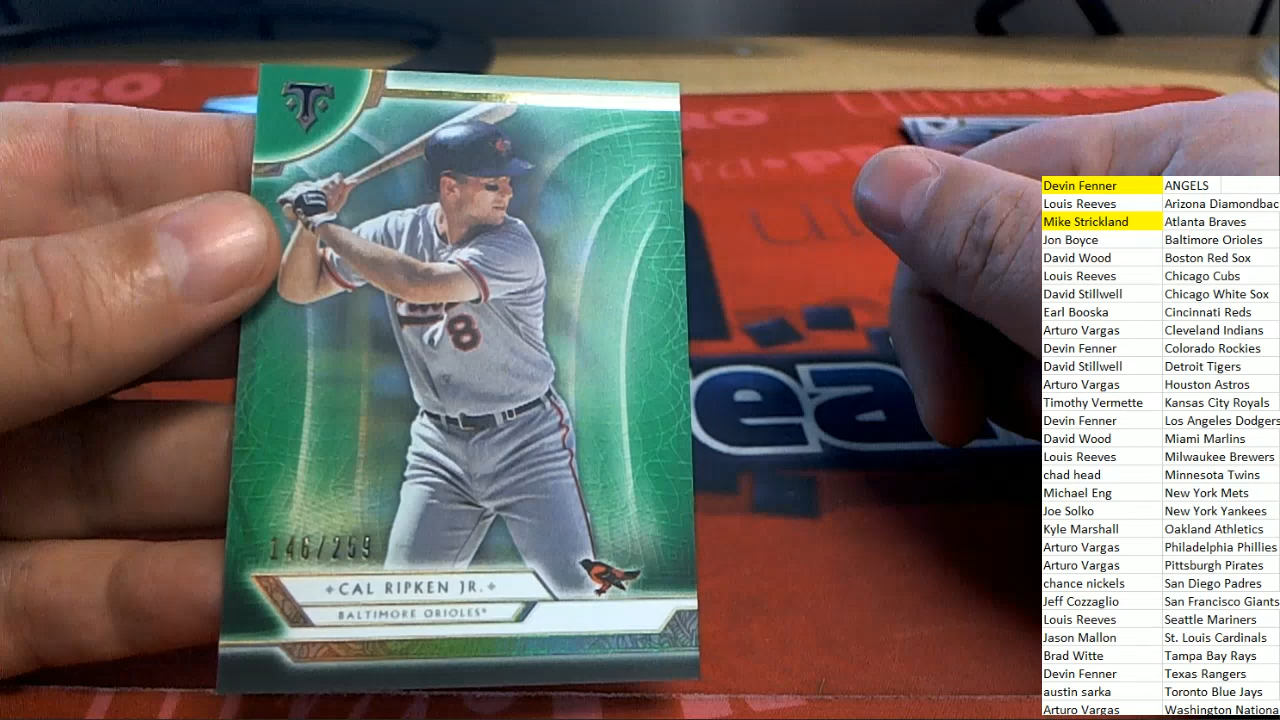 PRO
Ultra PRO
T
8
146/259
CAL RIPKEN JR.
BALTIMORE ORIOLES
Devin Fenner ANGELS
Louis Reeves Arizona Diamondbac
Mike Strickland Atlanta Braves
Jon Boyce Baltimore Orioles
David Wood Boston Red Sox
Louis Reeves Chicago Cubs
David Stillwell Chicago White Sox
Earl Booska Cincinnati Reds
Arturo Vargas Cleveland Indians
Devin Fenner Colorado Rockies
David Stillwell Detroit Tigers
Arturo Vargas Houston Astros
Timothy Vermette Kansas City Royals
Devin Fenner Los Angeles Dodgers
David Wood Miami Marlins
Louis Reeves Milwaukee Brewers
chad head Minnesota Twins
Michael Eng New York Mets
Joe Solko New York Yankees
Kyle Marshall Oakland Athletics
Arturo Vargas Philadelphia Phillies
Arturo Vargas Pittsburgh Pirates
chance nickels San Diego Padres
Jeff Cozzaglio San Francisco Giants
Louis Reeves Seattle Mariners
Jason Mallon St. Louis Cardinals
Brad Witte Tampa Bay Rays
Devin Fenner Texas Rangers
austin sarka Toronto Blue Jays
Arturo Vargas Washington Nationa